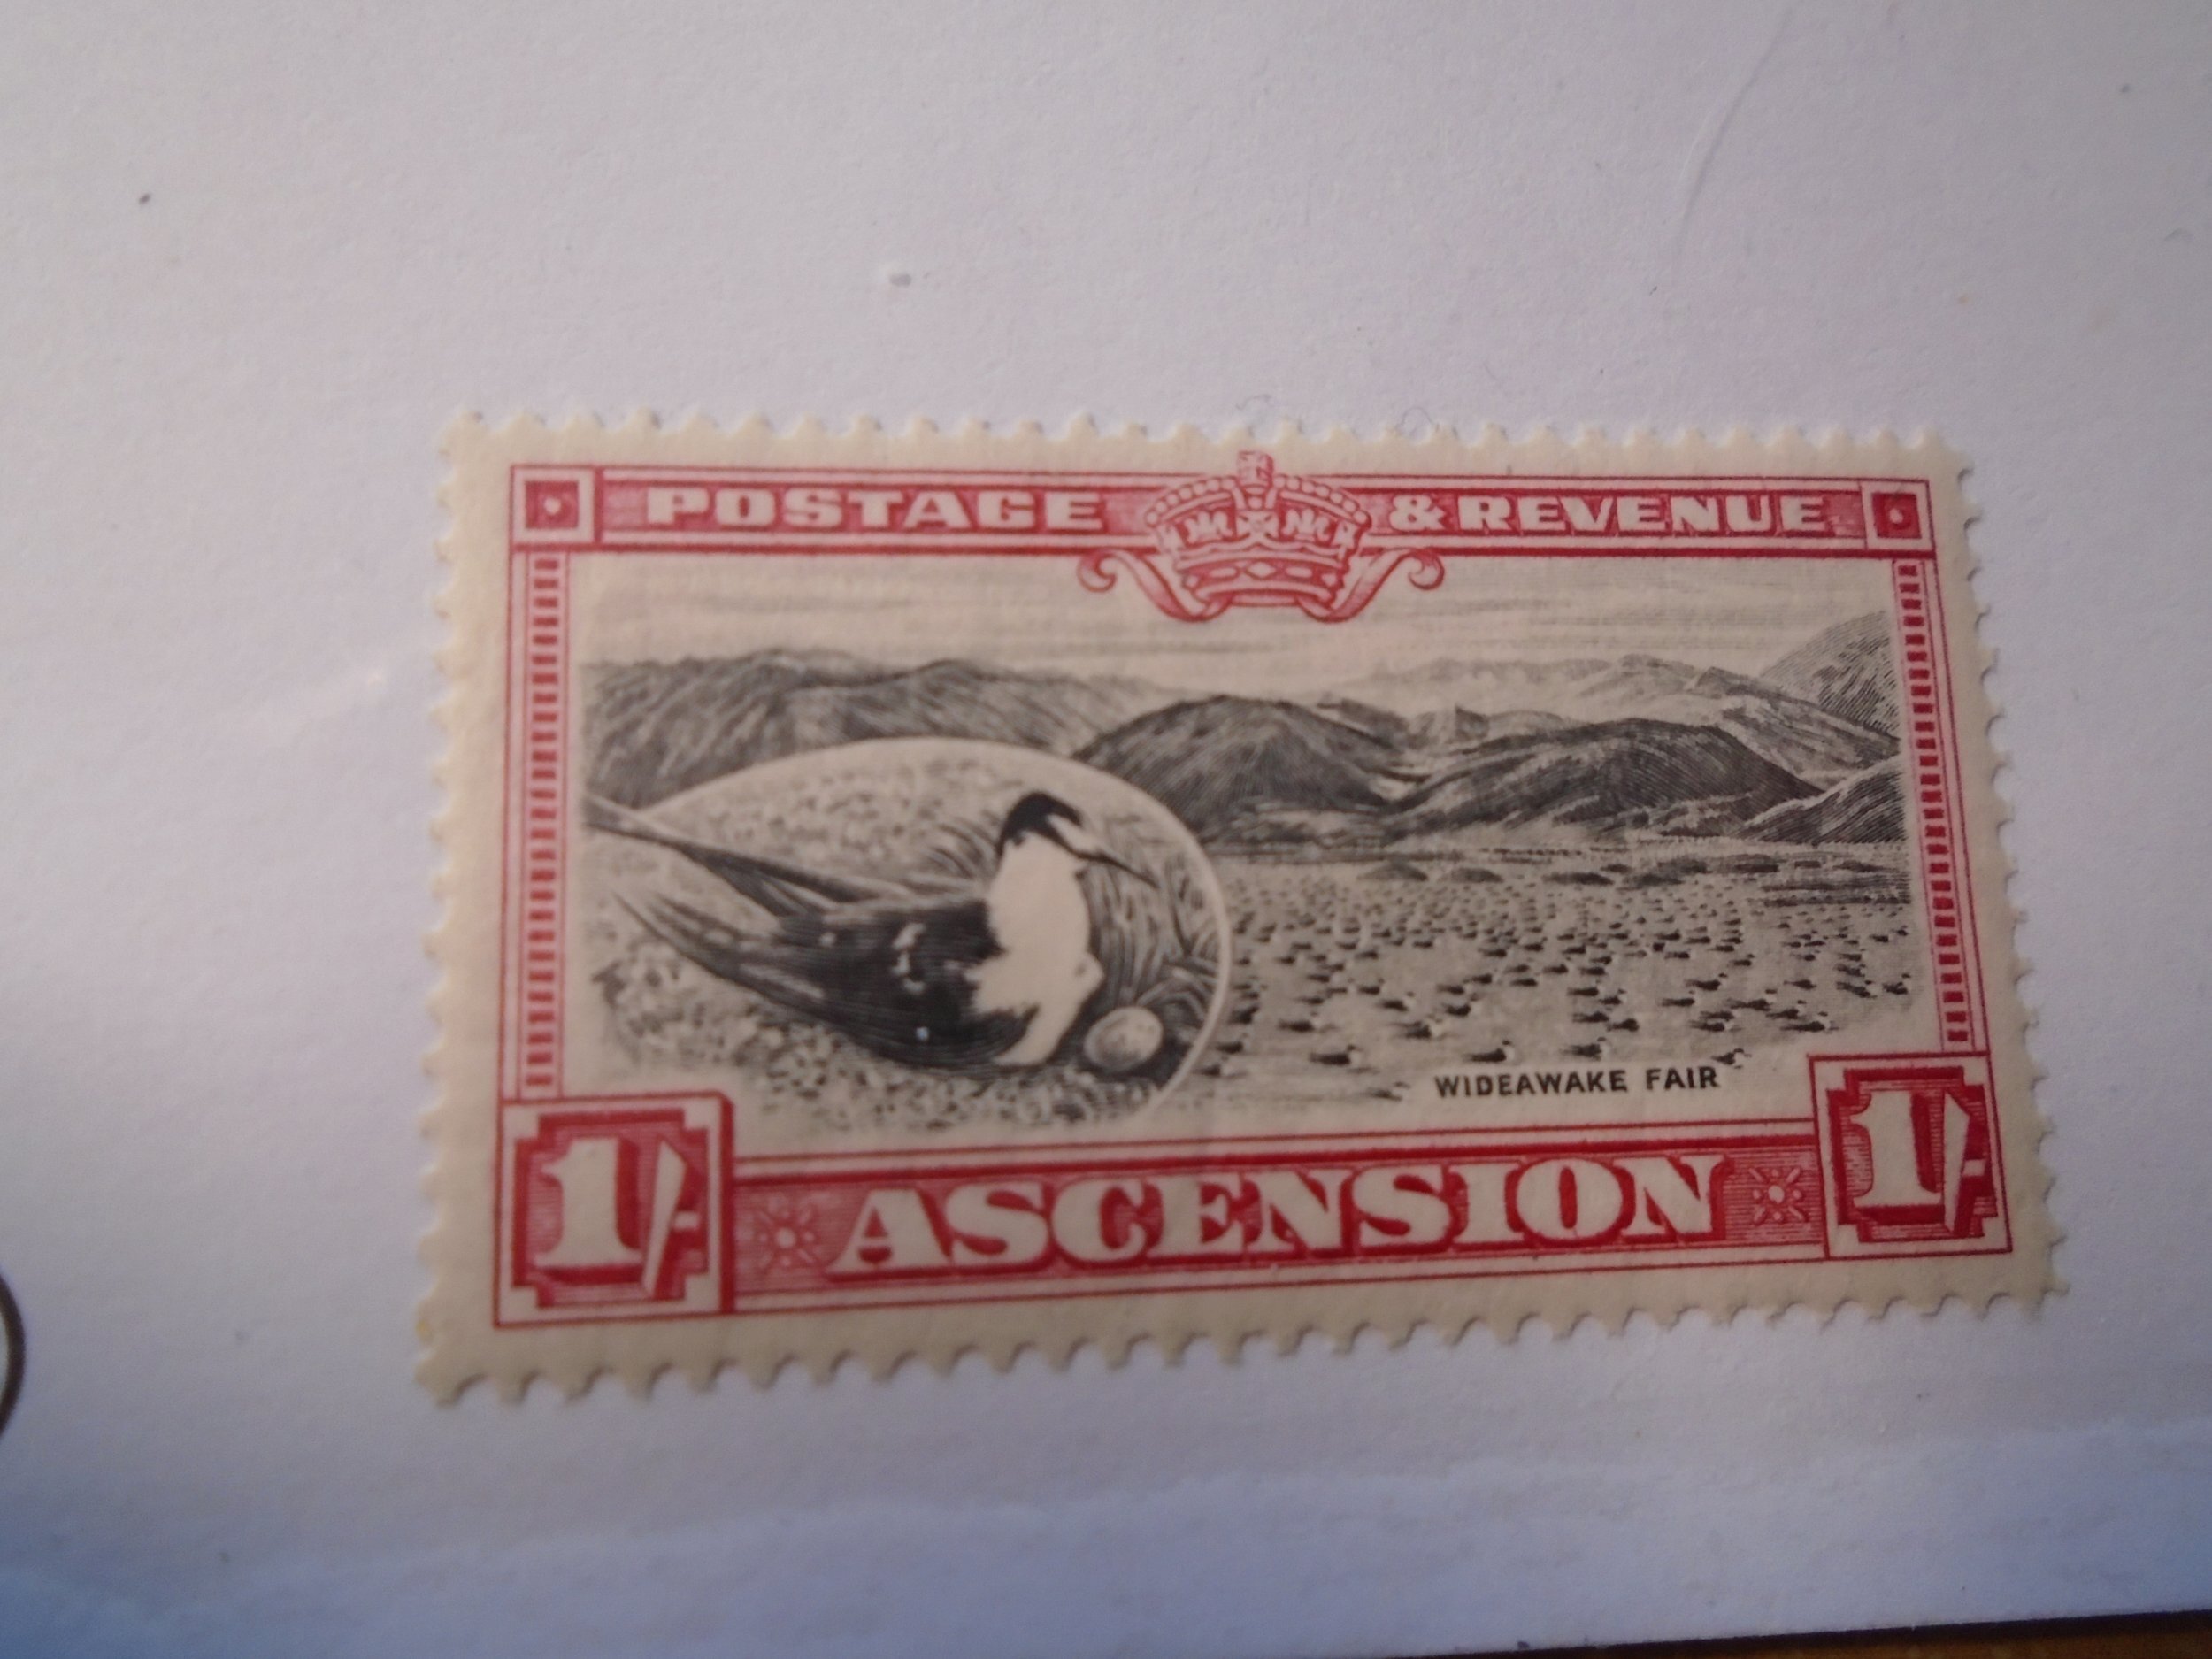 POSTAGE & REVENUE
WIDEAWAKE FAIR
1/- ASCENSION 1/-